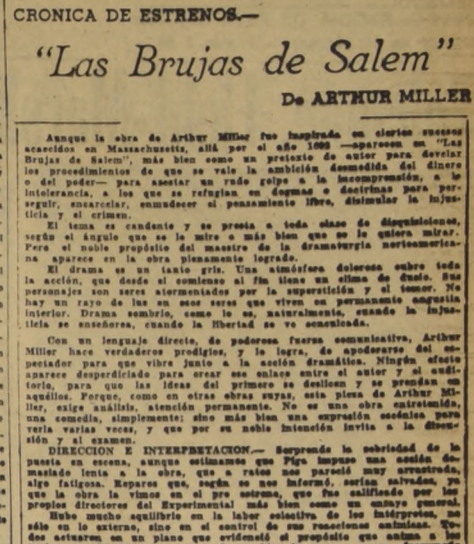 CRONICA DE ESTRENOS.—
"Las Brujas de Salem"
De ARTHUR MILLER
Aunque la obra de Arthur Miller fue inspirada en ciertos sucesos
acaecidos en Massachusetts, allá por el año 1692 —aparecen en "Las
Brujas de Salem", más bien como un pretexto de autor para develar
los procedimientos de que se vale la ambición desmedida del dinero
o del poder— para asestar un rudo golpe a la incomprensión, a la
intolerancia, a los que se refugian en dogmas o doctrinas para per-
seguir, encarcelar, enmudecer el pensamiento libre, disimular la injus-
ticia y el crimen.
El tema es candente y se presta a toda clase de disquisiciones,
según el ángulo que se le mire o más bien que se le quiera mirar.
Pero el noble propósito del maestro de la dramaturgia norteamerica-
na aparece en la obra plenamente logrado.
El drama es un tanto gris. Una atmósfera dolorosa cubre toda
la acción, que desde el comienzo al fin tiene un clima de duelo. Sus
personajes son seres atormentados por la superstición y el temor. No
hay un rayo de luz en esos seres que viven en permanente angustia
interior. Drama sombrío, como lo es, naturalmente, cuando la injus-
ticia se enseñorea, cuando la libertad se ve conculcada.
Con un lenguaje directo, de poderosa fuerza comunicativa, Arthur
Miller hace verdaderos prodigios, y lo logra, de apoderarse del es-
pectador para que vibre junto a la acción dramática. Ningún efecto
aparece desperdiciado para crear ese enlace entre el autor y el audi-
torio, para que las ideas del primero se deslicen y se prendan en
aquéllos. Porque, como en otras obras suyas, esta pieza de Arthur Mi-
ller, exige análisis, atención permanente. No es una obra entretenida,
una comedia, simplemente; sino más bien una expresión escénica para
verla varias veces, y que por su noble intención invita a la discu-
sión y al examen.
DIRECCION E INTERPRETACION.— Sorprende la sobriedad de la
puesta en escena, aunque estimamos que Piga impuso una acción de-
masiado lenta a la obra, que a ratos nos pareció muy arrastrada,
algo fatigosa. Reparos que, según se nos informó, serían salvados, ya
que la obra la vimos en el pre estreno, que fue calificado por los
propios directores del Experimental más bien como un ensayo general.
Hubo mucho equilibrio en la labor selectiva de los intérpretes, no
sólo en lo externo, sino en el control de sus reacciones anímicas. To-
dos actuaron en un plano que evidenció el propósito que anima a los